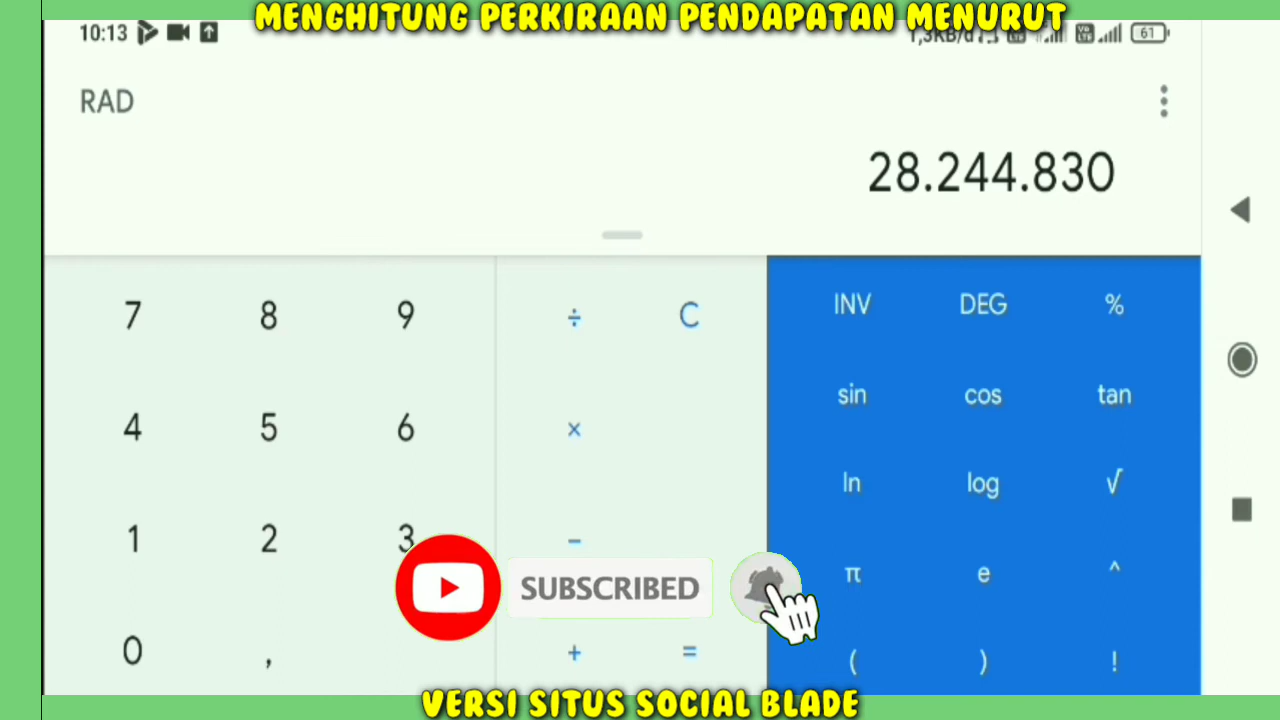 MENGHITUNG PERKIRAAN PENDAPATAN MENURUT
10:13
61
RAD
28.244.830
7 8 9 ÷ C INV DEG %
4 5 6 × sin cos tan
ln log √
1 2 3 − π e ^
SUBSCRIBED
0 , + = ( ) !
VERSI SITUS SOCIAL BLADE